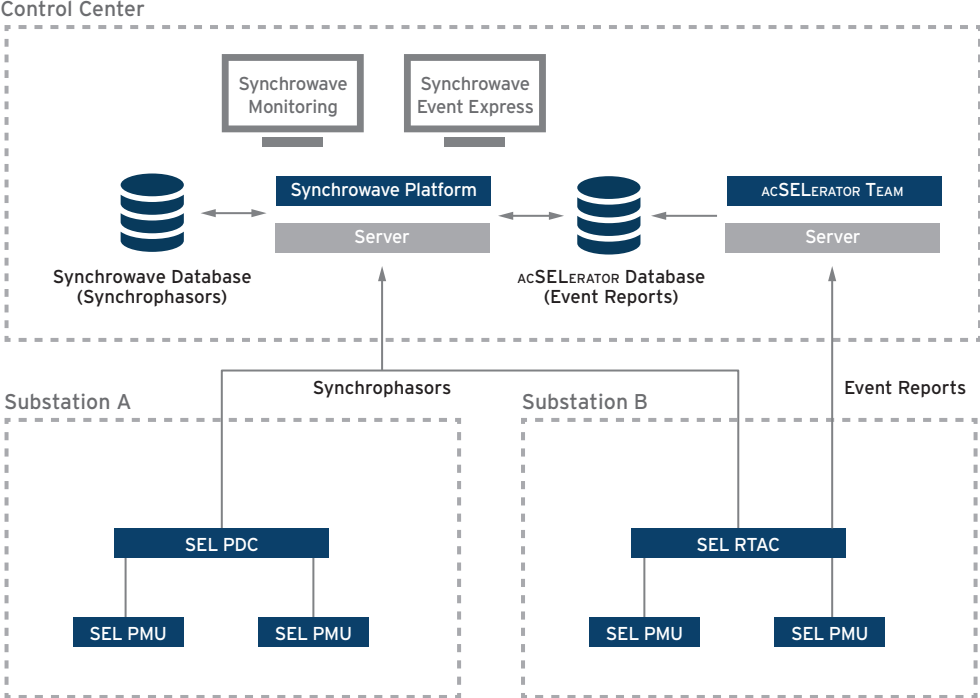 Control Center
Synchrowave
Monitoring
Synchrowave
Event Express
Synchrowave Platform
Server
acSELerator Team
Server
Synchrowave Database
(Synchrophasors)
acSELerator Database
(Event Reports)
Synchrophasors
Event Reports
Substation A
Substation B
SEL PDC
SEL RTAC
SEL PMU
SEL PMU
SEL PMU
SEL PMU